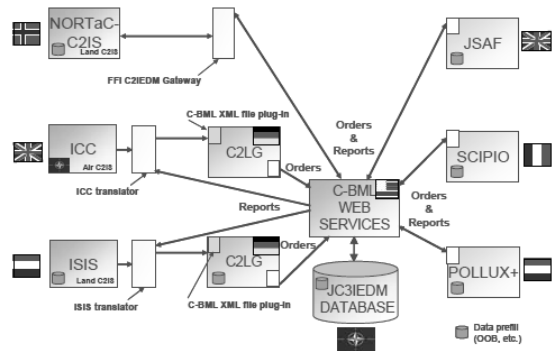 NORTaC-
C2IS
Land C2IS
FFI C2IEDM Gateway
JSAF
C-BML XML file plug-in
Orders
&
Reports
ICC
Air C2IS
ICC translator
C2LG
Orders
SCIPIO
C-BML
WEB
SERVICES
Reports
Orders
&
Reports
ISIS
Land C2IS
ISIS translator
C2LG
Orders
C-BML XML file plug-in
JC3IEDM
DATABASE
POLLUX+
Data prefill
(OOB, etc.)